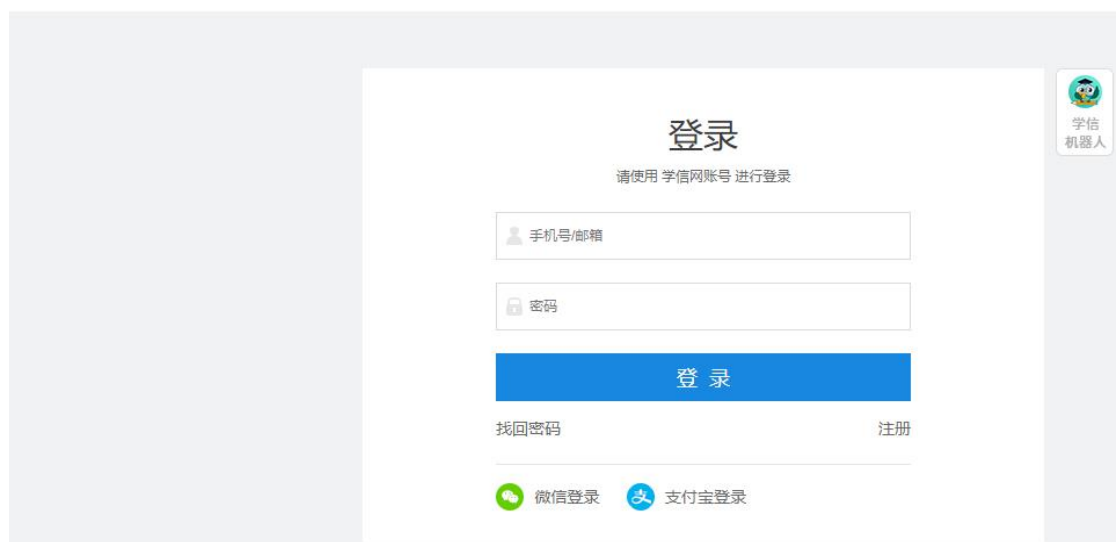 登录
请使用 学信网账号 进行登录
手机号/邮箱
密码
登 录
找回密码 注册
微信登录 支付宝登录
学信
机器人